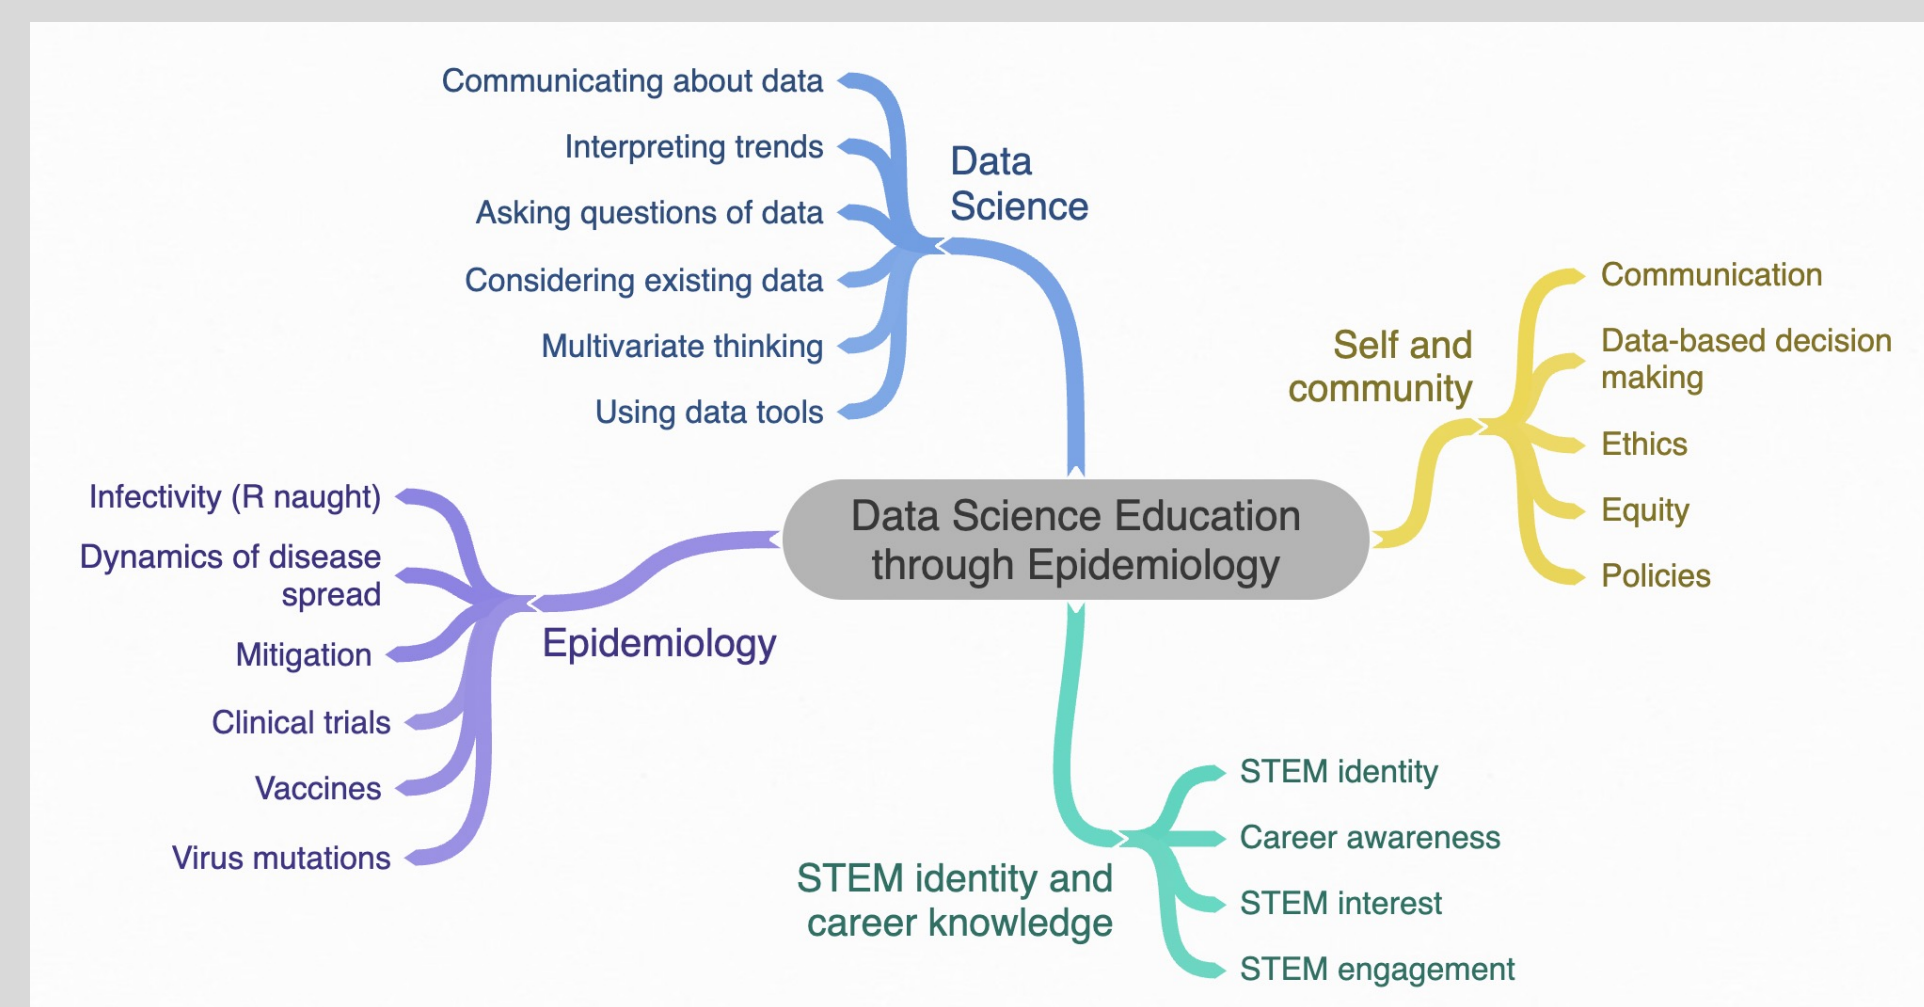 Communicating about data
Interpreting trends
Asking questions of data
Considering existing data
Multivariate thinking
Using data tools
Data
Science
Infectivity (R naught)
Dynamics of disease
spread
Mitigation
Clinical trials
Vaccines
Virus mutations
Epidemiology
Data Science Education
through Epidemiology
Self and
community
Communication
Data-based decision
making
Ethics
Equity
Policies
STEM identity and
career knowledge
STEM identity
Career awareness
STEM interest
STEM engagement